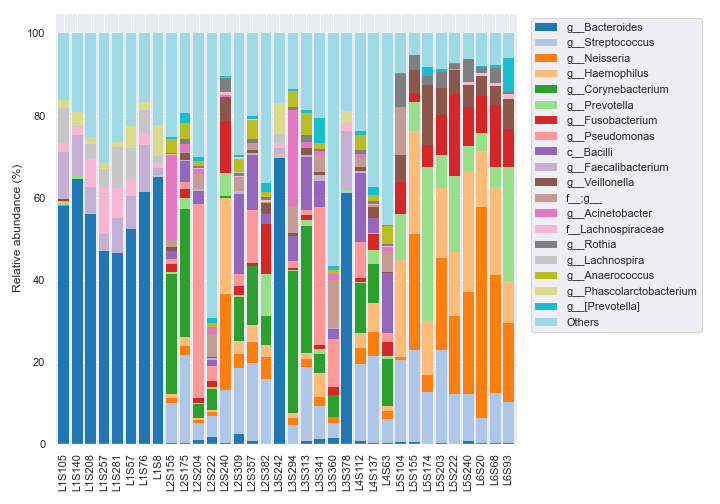 100
80
60
40
20
0
Relative abundance (%)
L1S105
L1S140
L1S208
L1S257
L1S281
L1S57
L1S76
L1S8
L2S155
L2S175
L2S204
L2S222
L2S240
L2S309
L2S357
L2S382
L3S242
L3S294
L3S313
L3S341
L3S360
L3S378
L4S112
L4S137
L4S63
L5S104
L5S155
L5S174
L5S203
L5S222
L5S240
L6S20
L6S68
L6S93
g__Bacteroides
g__Streptococcus
g__Neisseria
g__Haemophilus
g__Corynebacterium
g__Prevotella
g__Fusobacterium
g__Pseudomonas
c__Bacilli
g__Faecalibacterium
g__Veillonella
f__;g__
g__Acinetobacter
f__Lachnospiraceae
g__Rothia
g__Lachnospira
g__Anaerococcus
g__Phascolarctobacterium
g__[Prevotella]
Others